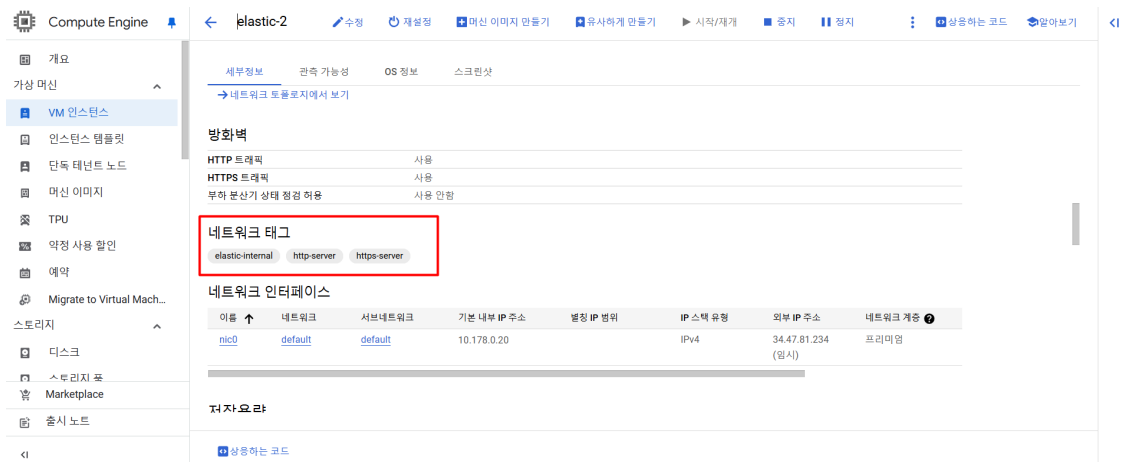 Compute Engine
elastic-2
수정
재설정
머신 이미지 만들기
유사하게 만들기
시작/재개
중지
정지
상응하는 코드
알아보기
개요
가상 머신
VM 인스턴스
인스턴스 템플릿
단독 테넌트 노드
머신 이미지
TPU
약정 사용 할인
예약
Migrate to Virtual Mach...
스토리지
디스크
스토리지 풀
Marketplace
출시 노트
세부정보
관측 가능성
OS 정보
스크린샷
네트워크 토폴로지에서 보기
방화벽
HTTP 트래픽 사용
HTTPS 트래픽 사용
부하 분산기 상태 점검 허용 사용 안함
네트워크 태그
elastic-internal http-server https-server
네트워크 인터페이스
이름 네트워크 서브네트워크 기본 내부 IP 주소 별칭 IP 범위 IP 스택 유형 외부 IP 주소 네트워크 계층
nic0 default default 10.178.0.20 IPv4 34.47.81.234 프리미엄
(임시)
저장용량
상응하는 코드